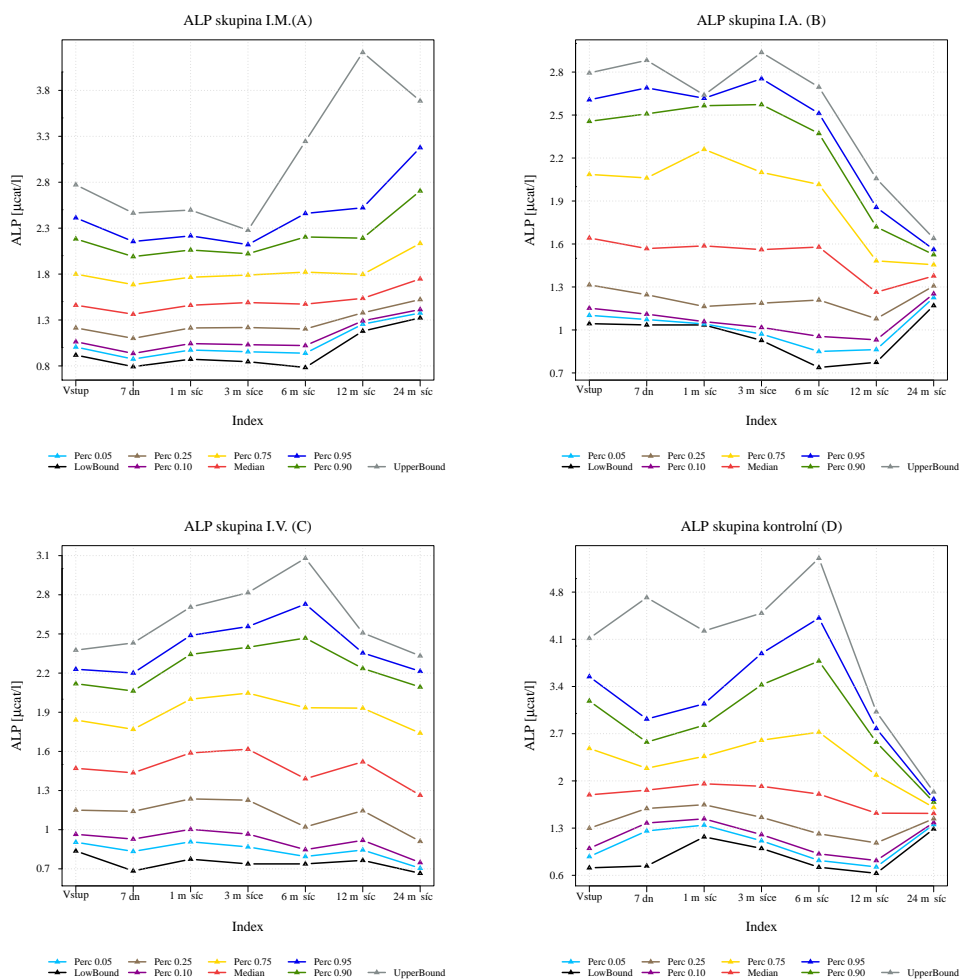 ALP skupina I.M.(A)
ALP [µcat/l]
3.8
3.3
2.8
2.3
1.8
1.3
0.8
Vstup 7 dn 1 m síc 3 m síce 6 m síc 12 m síc 24 m síc
Index
Perc 0.05 Perc 0.25 Perc 0.75 Perc 0.95
LowBound Perc 0.10 Median Perc 0.90 UpperBound
ALP skupina I.A. (B)
ALP [µcat/l]
2.8
2.5
2.2
1.9
1.6
1.3
1
0.7
Vstup 7 dn 1 m síc 3 m síce 6 m síc 12 m síc 24 m síc
Index
Perc 0.05 Perc 0.25 Perc 0.75 Perc 0.95
LowBound Perc 0.10 Median Perc 0.90 UpperBound
ALP skupina I.V. (C)
ALP [µcat/l]
3.1
2.8
2.5
2.2
1.9
1.6
1.3
1
0.7
Vstup 7 dn 1 m síc 3 m síce 6 m síc 12 m síc 24 m síc
Index
Perc 0.05 Perc 0.25 Perc 0.75 Perc 0.95
LowBound Perc 0.10 Median Perc 0.90 UpperBound
ALP skupina kontrolní (D)
ALP [µcat/l]
4.8
4.1
3.4
2.7
2
1.3
0.6
Vstup 7 dn 1 m síc 3 m síce 6 m síc 12 m síc 24 m síc
Index
Perc 0.05 Perc 0.25 Perc 0.75 Perc 0.95
LowBound Perc 0.10 Median Perc 0.90 UpperBound